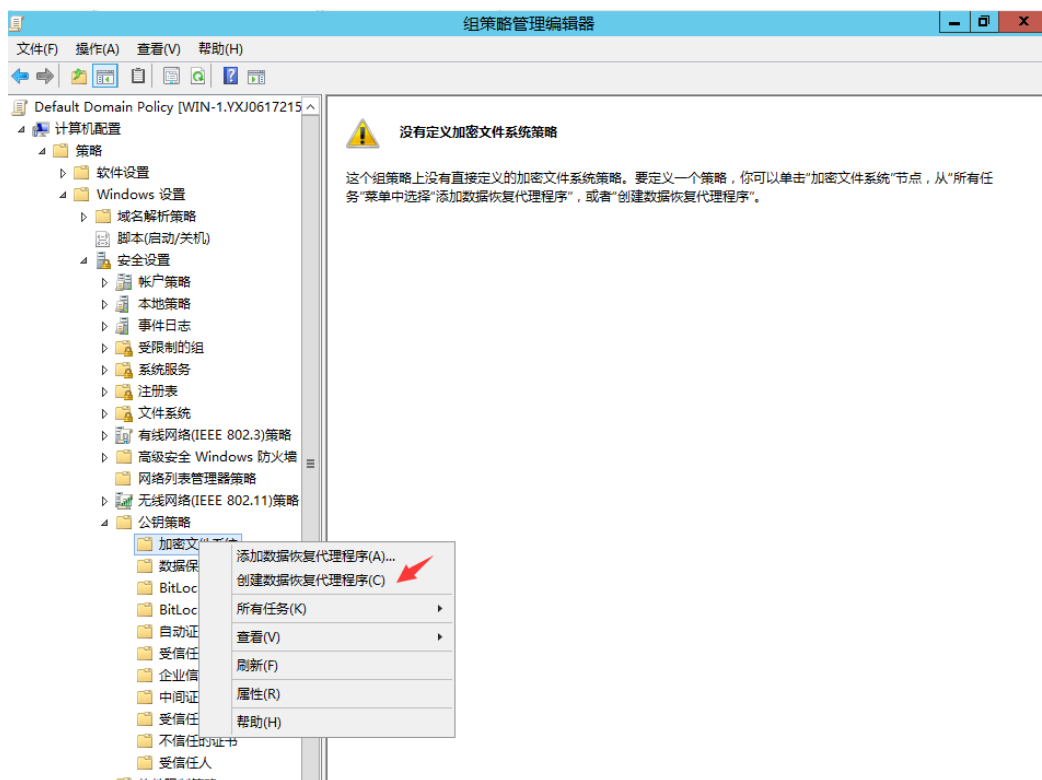 组策略管理编辑器
文件(F) 操作(A) 查看(V) 帮助(H)
Default Domain Policy [WIN-1.YXJ0617215
计算机配置
策略
软件设置
Windows 设置
域名解析策略
脚本(启动/关机)
安全设置
帐户策略
本地策略
事件日志
受限制的组
系统服务
注册表
文件系统
有线网络(IEEE 802.3)策略
高级安全 Windows 防火墙
网络列表管理器策略
无线网络(IEEE 802.11)策略
公钥策略
加密文件系统
数据保
BitLoc
BitLoc
自动证
受信任
企业信
中间证
受信任
不信任的证书
受信任人
没有定义加密文件系统策略
这个组策略上没有直接定义的加密文件系统策略。要定义一个策略，你可以单击“加密文件系统”节点，从“所有任
务”菜单中选择“添加数据恢复代理程序”，或者“创建数据恢复代理程序”。
添加数据恢复代理程序(A)...
创建数据恢复代理程序(C)
所有任务(K)
查看(V)
刷新(F)
属性(R)
帮助(H)